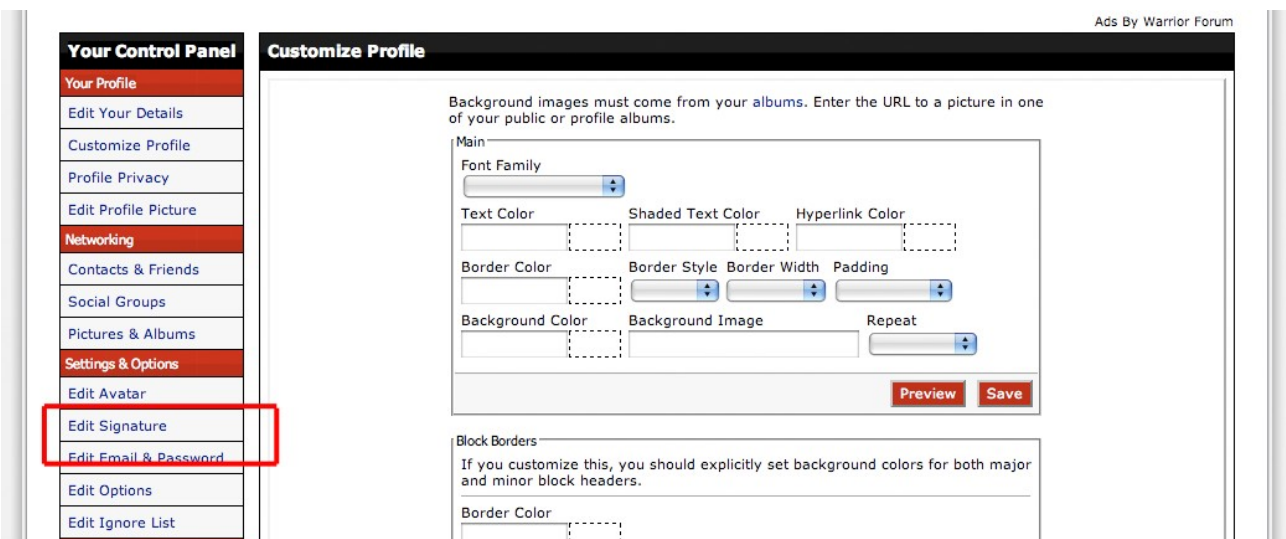 Ads By Warrior Forum
Your Control Panel
Your Profile
Edit Your Details
Customize Profile
Profile Privacy
Edit Profile Picture
Networking
Contacts & Friends
Social Groups
Pictures & Albums
Settings & Options
Edit Avatar
Edit Signature
Edit Email & Password
Edit Options
Edit Ignore List
Customize Profile
Background images must come from your albums. Enter the URL to a picture in one
of your public or profile albums.
Main
Font Family
Text Color Shaded Text Color Hyperlink Color
Border Color Border Style Border Width Padding
Background Color Background Image Repeat
Preview Save
Block Borders
If you customize this, you should explicitly set background colors for both major
and minor block headers.
Border Color